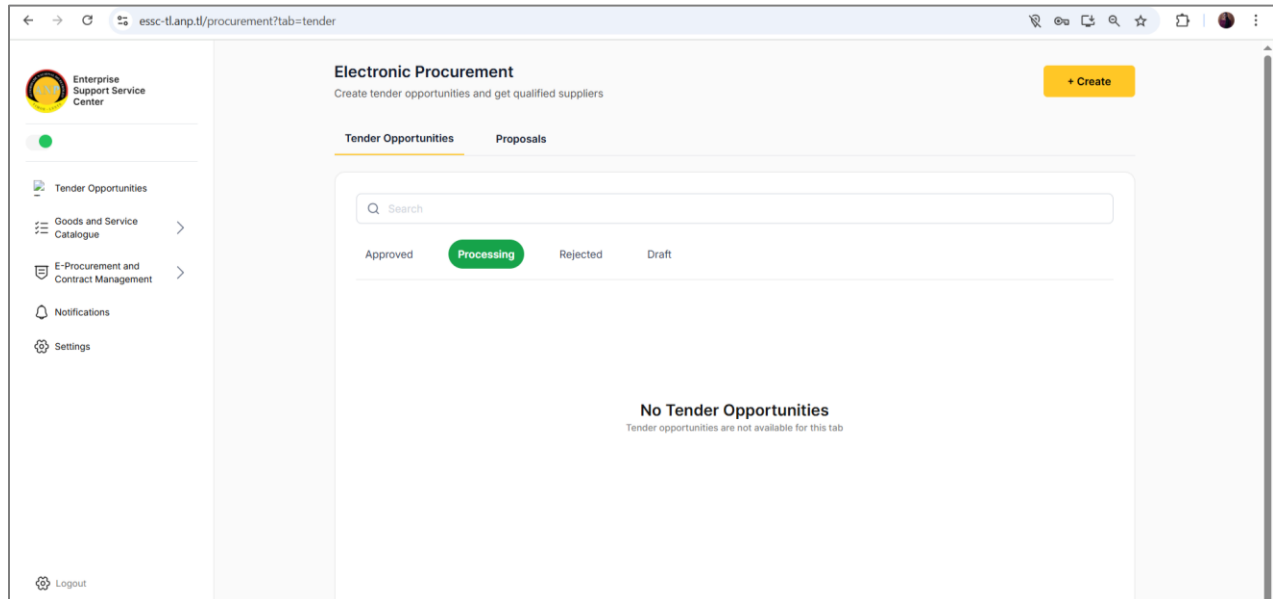 essc-tl.anp.tl/procurement?tab=tender
Enterprise
Support Service
Center
Tender Opportunities
Goods and Service
Catalogue
E-Procurement and
Contract Management
Notifications
Settings
Logout
Electronic Procurement
Create tender opportunities and get qualified suppliers
+ Create
Tender Opportunities
Proposals
Search
Approved
Processing
Rejected
Draft
No Tender Opportunities
Tender opportunities are not available for this tab